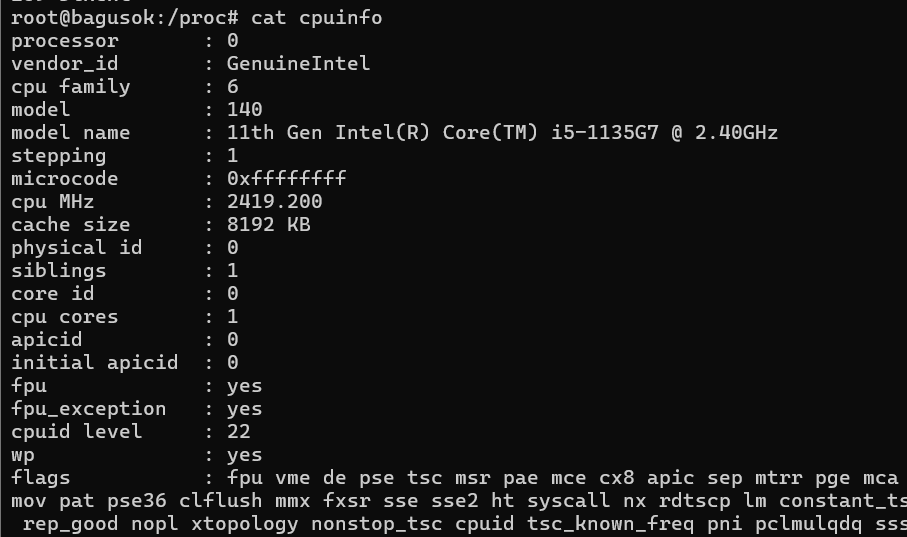 root@bagusok:/proc# cat cpuinfo
processor : 0
vendor_id : GenuineIntel
cpu family : 6
model : 140
model name : 11th Gen Intel(R) Core(TM) i5-1135G7 @ 2.40GHz
stepping : 1
microcode : 0xffffffff
cpu MHz : 2419.200
cache size : 8192 KB
physical id : 0
siblings : 1
core id : 0
cpu cores : 1
apicid : 0
initial apicid : 0
fpu : yes
fpu_exception : yes
cpuid level : 22
wp : yes
flags : fpu vme de pse tsc msr pae mce cx8 apic sep mtrr pge mca
mov pat pse36 clflush mmx fxsr sse sse2 ht syscall nx rdtscp lm constant_ts
rep_good nopl xtopology nonstop_tsc cpuid tsc_known_freq pni pclmulqdq sss